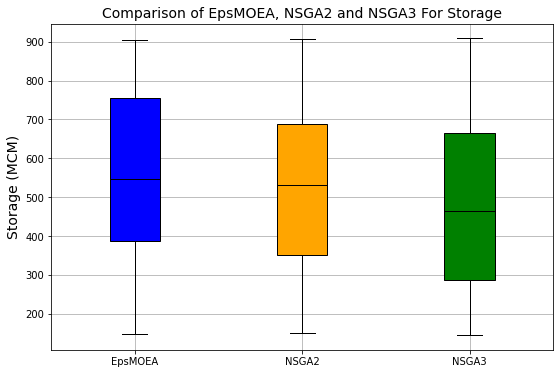 Comparison of EpsMOEA, NSGA2 and NSGA3 For Storage
Storage (MCM)
900
800
700
600
500
400
300
200
EpsMOEA
NSGA2
NSGA3